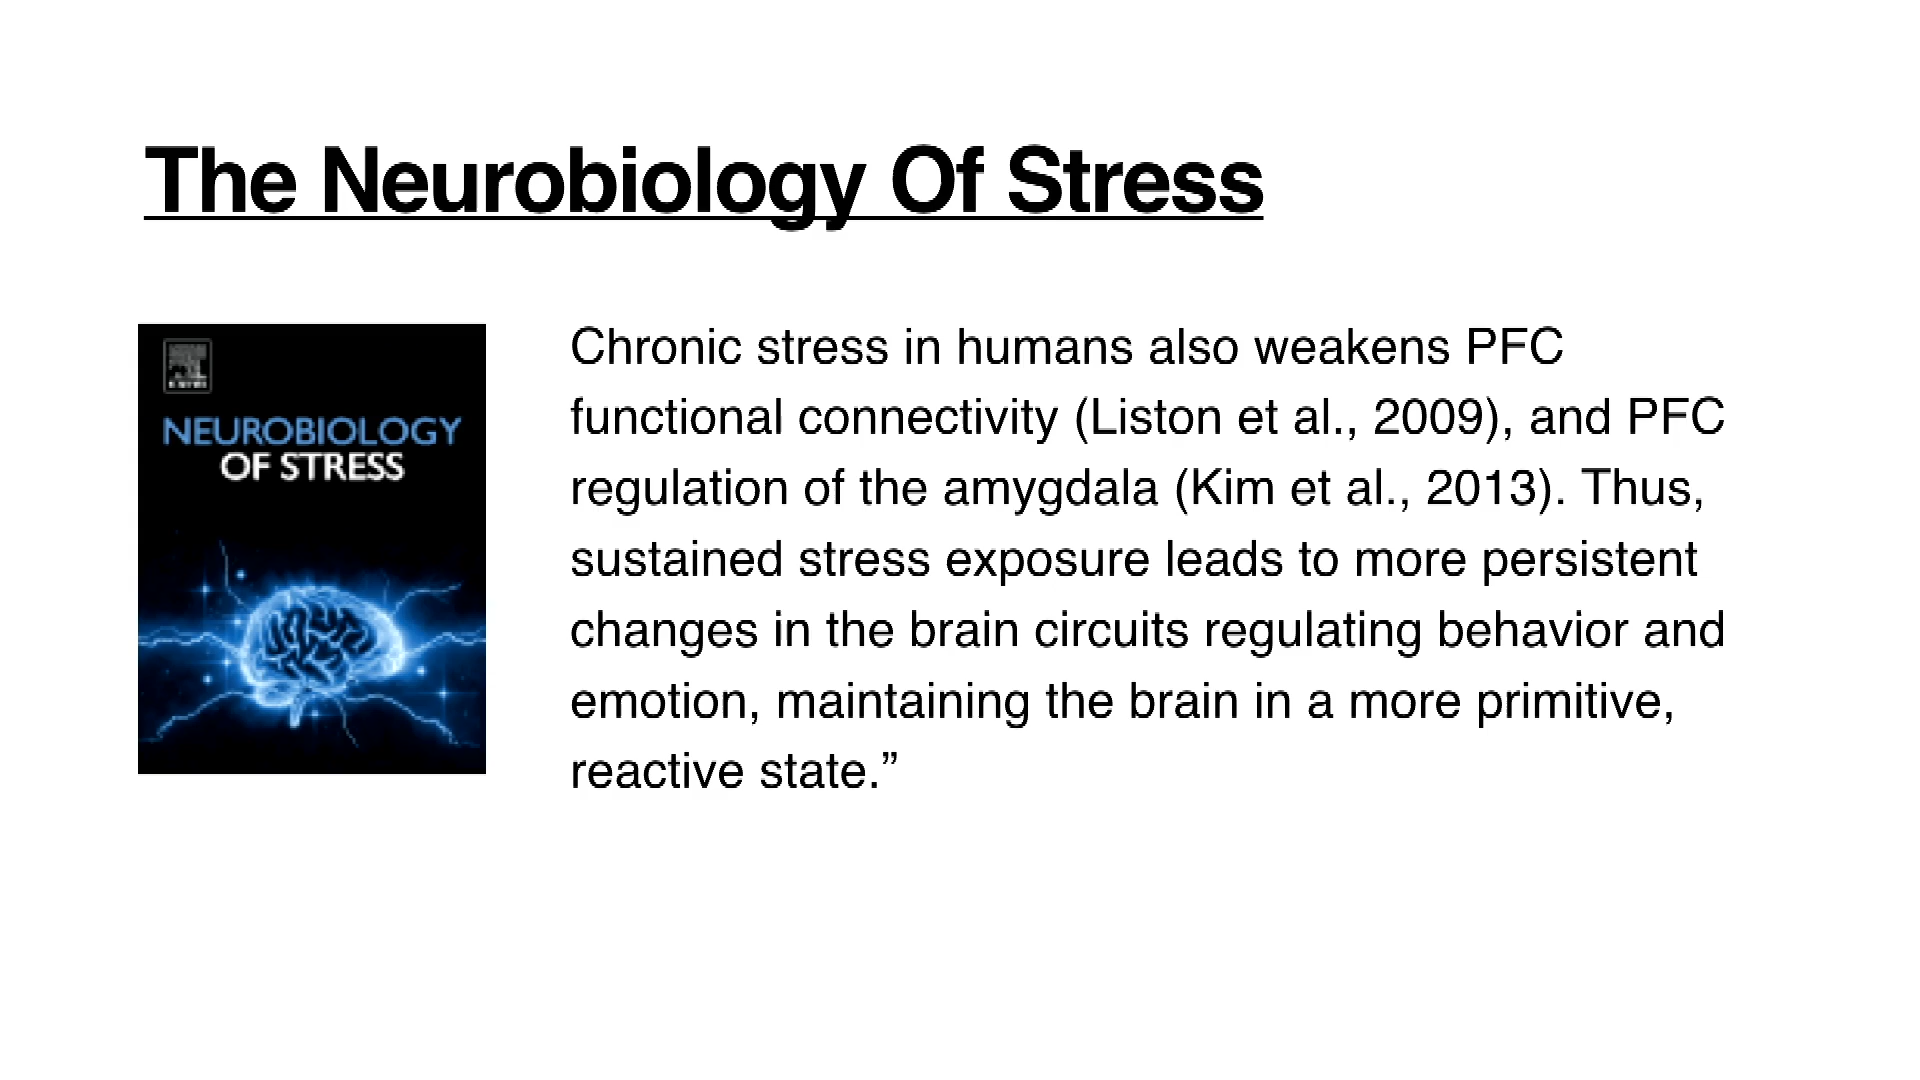 The Neurobiology Of Stress
NEUROBIOLOGY
OF STRESS
Chronic stress in humans also weakens PFC
functional connectivity (Liston et al., 2009), and PFC
regulation of the amygdala (Kim et al., 2013). Thus,
sustained stress exposure leads to more persistent
changes in the brain circuits regulating behavior and
emotion, maintaining the brain in a more primitive,
reactive state.”